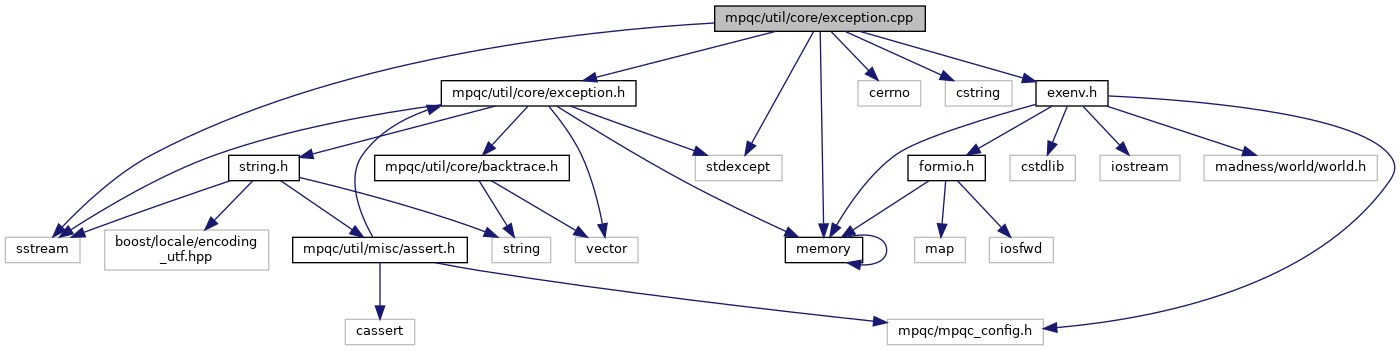 mpqc/util/core/exception.cpp
mpqc/util/core/exception.h
cerrno
cstring
exenv.h
string.h
mpqc/util/core/backtrace.h
stdexcept
formio.h
cstdlib
iostream
madness/world/world.h
sstream
boost/locale/encoding
_utf.hpp
mpqc/util/misc/assert.h
string
vector
memory
map
iosfwd
cassert
mpqc/mpqc_config.h